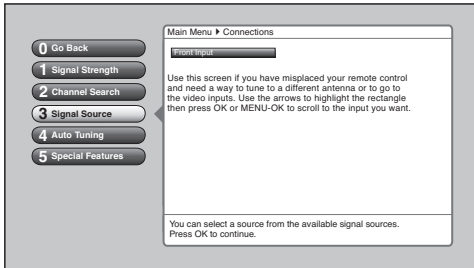 Main Menu ▶ Connections
0 Go Back
1 Signal Strength
2 Channel Search
3 Signal Source
4 Auto Tuning
5 Special Features
Front Input
Use this screen if you have misplaced your remote control
and need a way to tune to a different antenna or to go to
the video inputs. Use the arrows to highlight the rectangle
then press OK or MENU-OK to scroll to the input you want.
You can select a source from the available signal sources.
Press OK to continue.